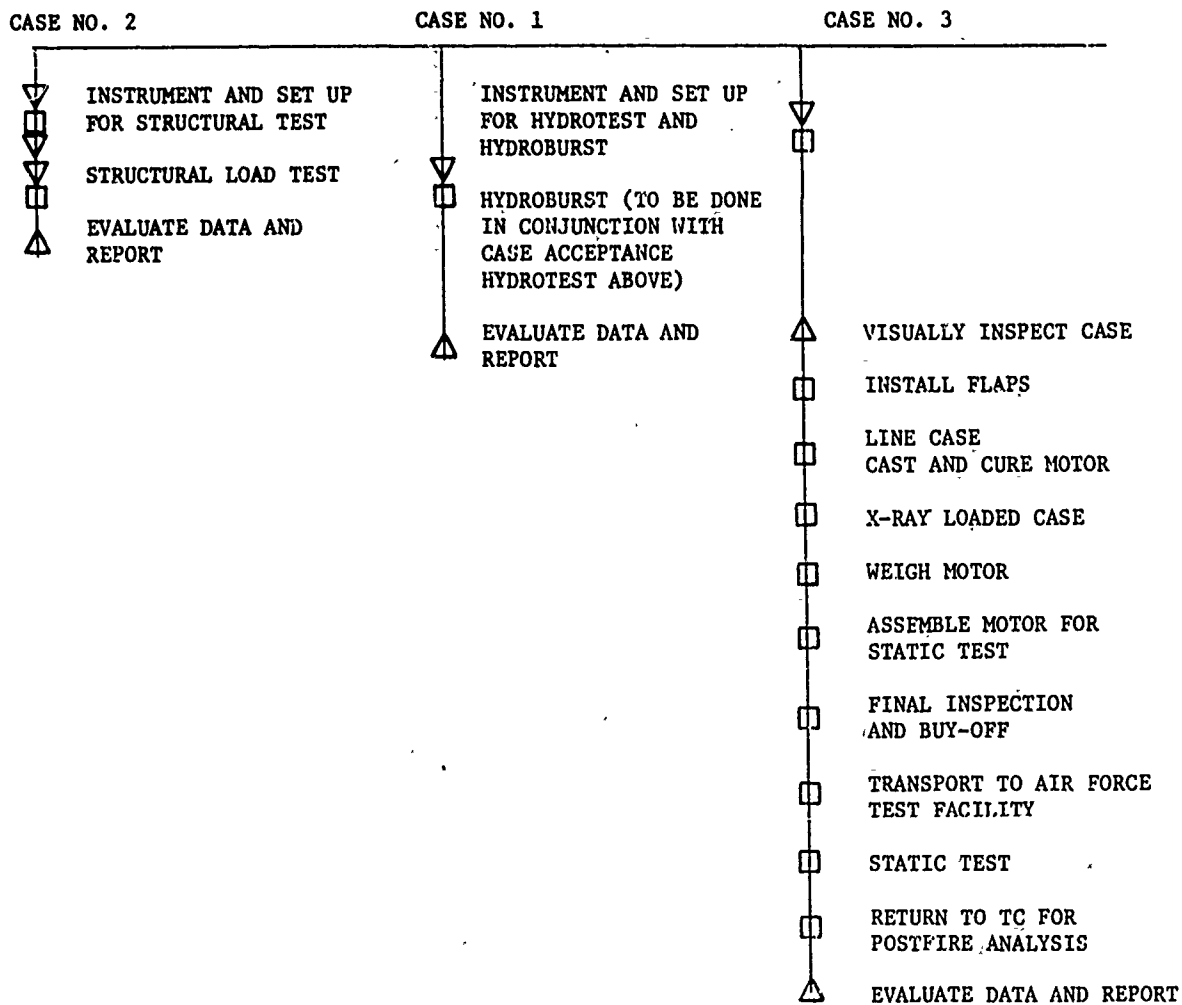 CASE NO. 2
CASE NO. 1
CASE NO. 3
INSTRUMENT AND SET UP
FOR STRUCTURAL TEST
STRUCTURAL LOAD TEST
EVALUATE DATA AND
REPORT
INSTRUMENT AND SET UP
FOR HYDROTEST AND
HYDROBURST
HYDROBURST (TO BE DONE
IN CONJUNCTION WITH
CASE ACCEPTANCE
HYDROTEST ABOVE)
EVALUATE DATA AND
REPORT
VISUALLY INSPECT CASE
INSTALL FLAPS
LINE CASE
CAST AND CURE MOTOR
X-RAY LOADED CASE
WEIGH MOTOR
ASSEMBLE MOTOR FOR
STATIC TEST
FINAL INSPECTION
AND BUY-OFF
TRANSPORT TO AIR FORCE
TEST FACILITY
STATIC TEST
RETURN TO TC FOR
POSTFIRE ANALYSIS
EVALUATE DATA AND REPORT